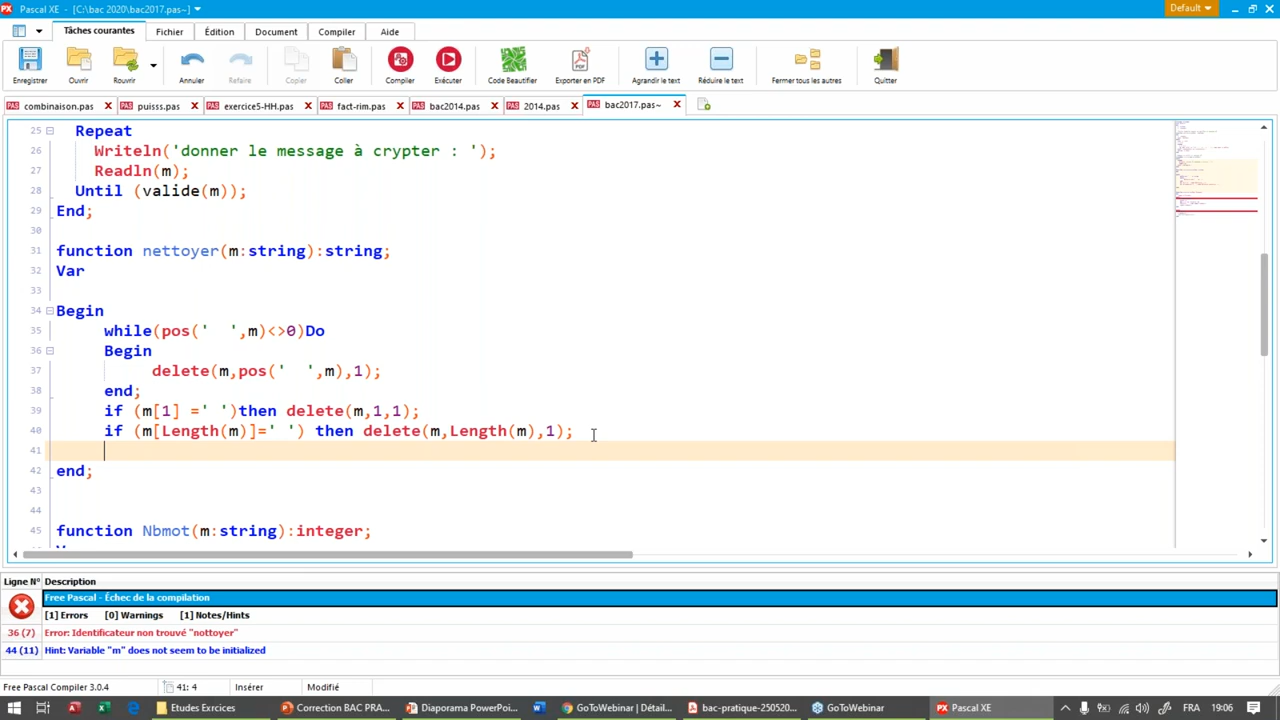 Pascal XE - [C:\bac 2020\bac2017.pas~]
Default
Tâches courantes Fichier Édition Document Compiler Aide
Enregistrer Ouvrir Rouvrir Annuler Refaire Copier Coller Compiler Exécuter Code Beautifier Exporter en PDF Agrandir le text Réduire le text Fermer tous les autres Quitter
combinaison.pas puisss.pas exercice5-HH.pas fact-rim.pas bac2014.pas 2014.pas bac2017.pas~
25 Repeat
26 Writeln('donner le message à crypter : ');
27 Readln(m);
28 Until (valide(m));
29 End;
30
31 function nettoyer(m:string):string;
32 Var
33
34 Begin
35 while(pos('  ',m)<>0)Do
36 Begin
37 delete(m,pos('  ',m),1);
38 end;
39 if (m[1] =' ')then delete(m,1,1);
40 if (m[Length(m)]=' ') then delete(m,Length(m),1);
41
42 end;
43
44
45 function Nbmot(m:string):integer;
Ligne N° Description
Free Pascal - Échec de la compilation
[1] Errors [0] Warnings [1] Notes/Hints
36 (7) Error: Identificateur non trouvé "nottoyer"
44 (11) Hint: Variable "m" does not seem to be initialized
Free Pascal Compiler 3.0.4 41: 4 Insérer Modifié
Etudes Exrcices Correction BAC PRA... Diaporama PowerPoi... GoToWebinar | Détail... bac-pratique-250520... GoToWebinar Pascal XE FRA 19:06